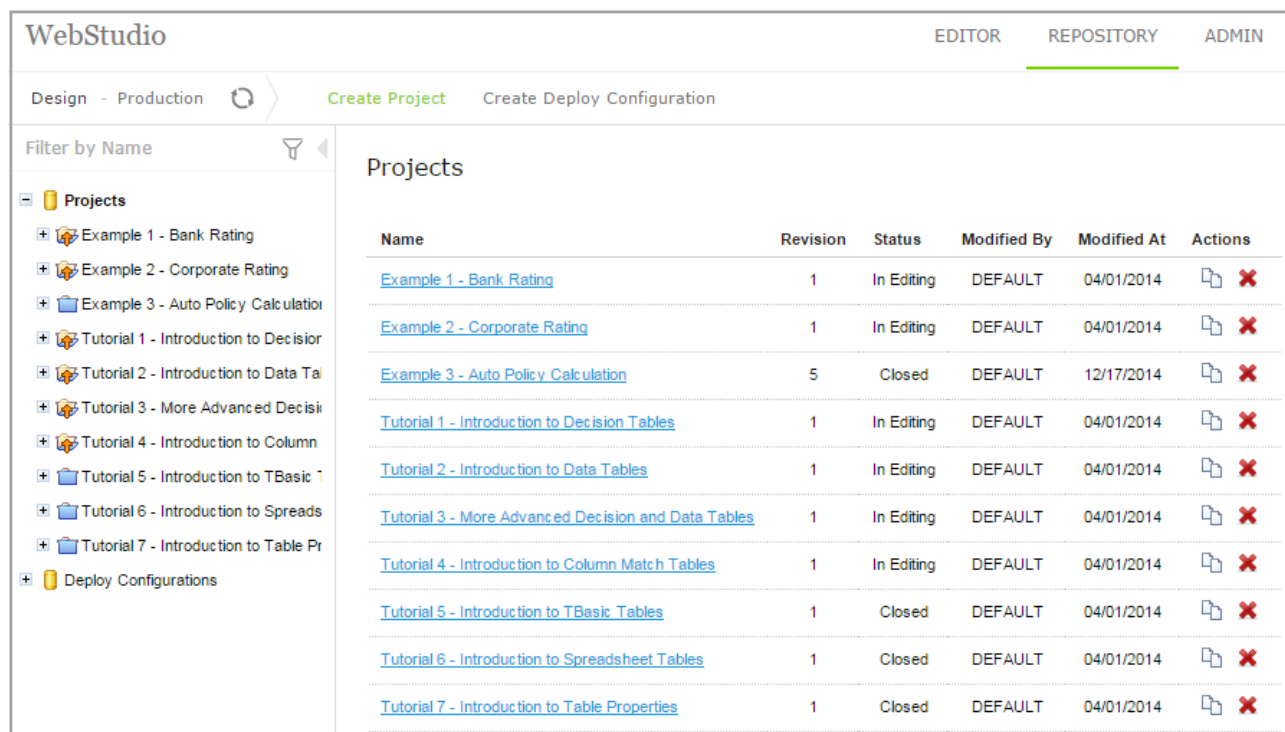 WebStudio
EDITOR REPOSITORY ADMIN
Design - Production Create Project Create Deploy Configuration
Filter by Name
Projects
Example 1 - Bank Rating
Example 2 - Corporate Rating
Example 3 - Auto Policy Calculation
Tutorial 1 - Introduction to Decision
Tutorial 2 - Introduction to Data Ta
Tutorial 3 - More Advanced Decisi
Tutorial 4 - Introduction to Column
Tutorial 5 - Introduction to TBasic T
Tutorial 6 - Introduction to Spreads
Tutorial 7 - Introduction to Table Pr
Deploy Configurations
Projects
Name Revision Status Modified By Modified At Actions
Example 1 - Bank Rating 1 In Editing DEFAULT 04/01/2014
Example 2 - Corporate Rating 1 In Editing DEFAULT 04/01/2014
Example 3 - Auto Policy Calculation 5 Closed DEFAULT 12/17/2014
Tutorial 1 - Introduction to Decision Tables 1 In Editing DEFAULT 04/01/2014
Tutorial 2 - Introduction to Data Tables 1 In Editing DEFAULT 04/01/2014
Tutorial 3 - More Advanced Decision and Data Tables 1 In Editing DEFAULT 04/01/2014
Tutorial 4 - Introduction to Column Match Tables 1 In Editing DEFAULT 04/01/2014
Tutorial 5 - Introduction to TBasic Tables 1 Closed DEFAULT 04/01/2014
Tutorial 6 - Introduction to Spreadsheet Tables 1 Closed DEFAULT 04/01/2014
Tutorial 7 - Introduction to Table Properties 1 Closed DEFAULT 04/01/2014